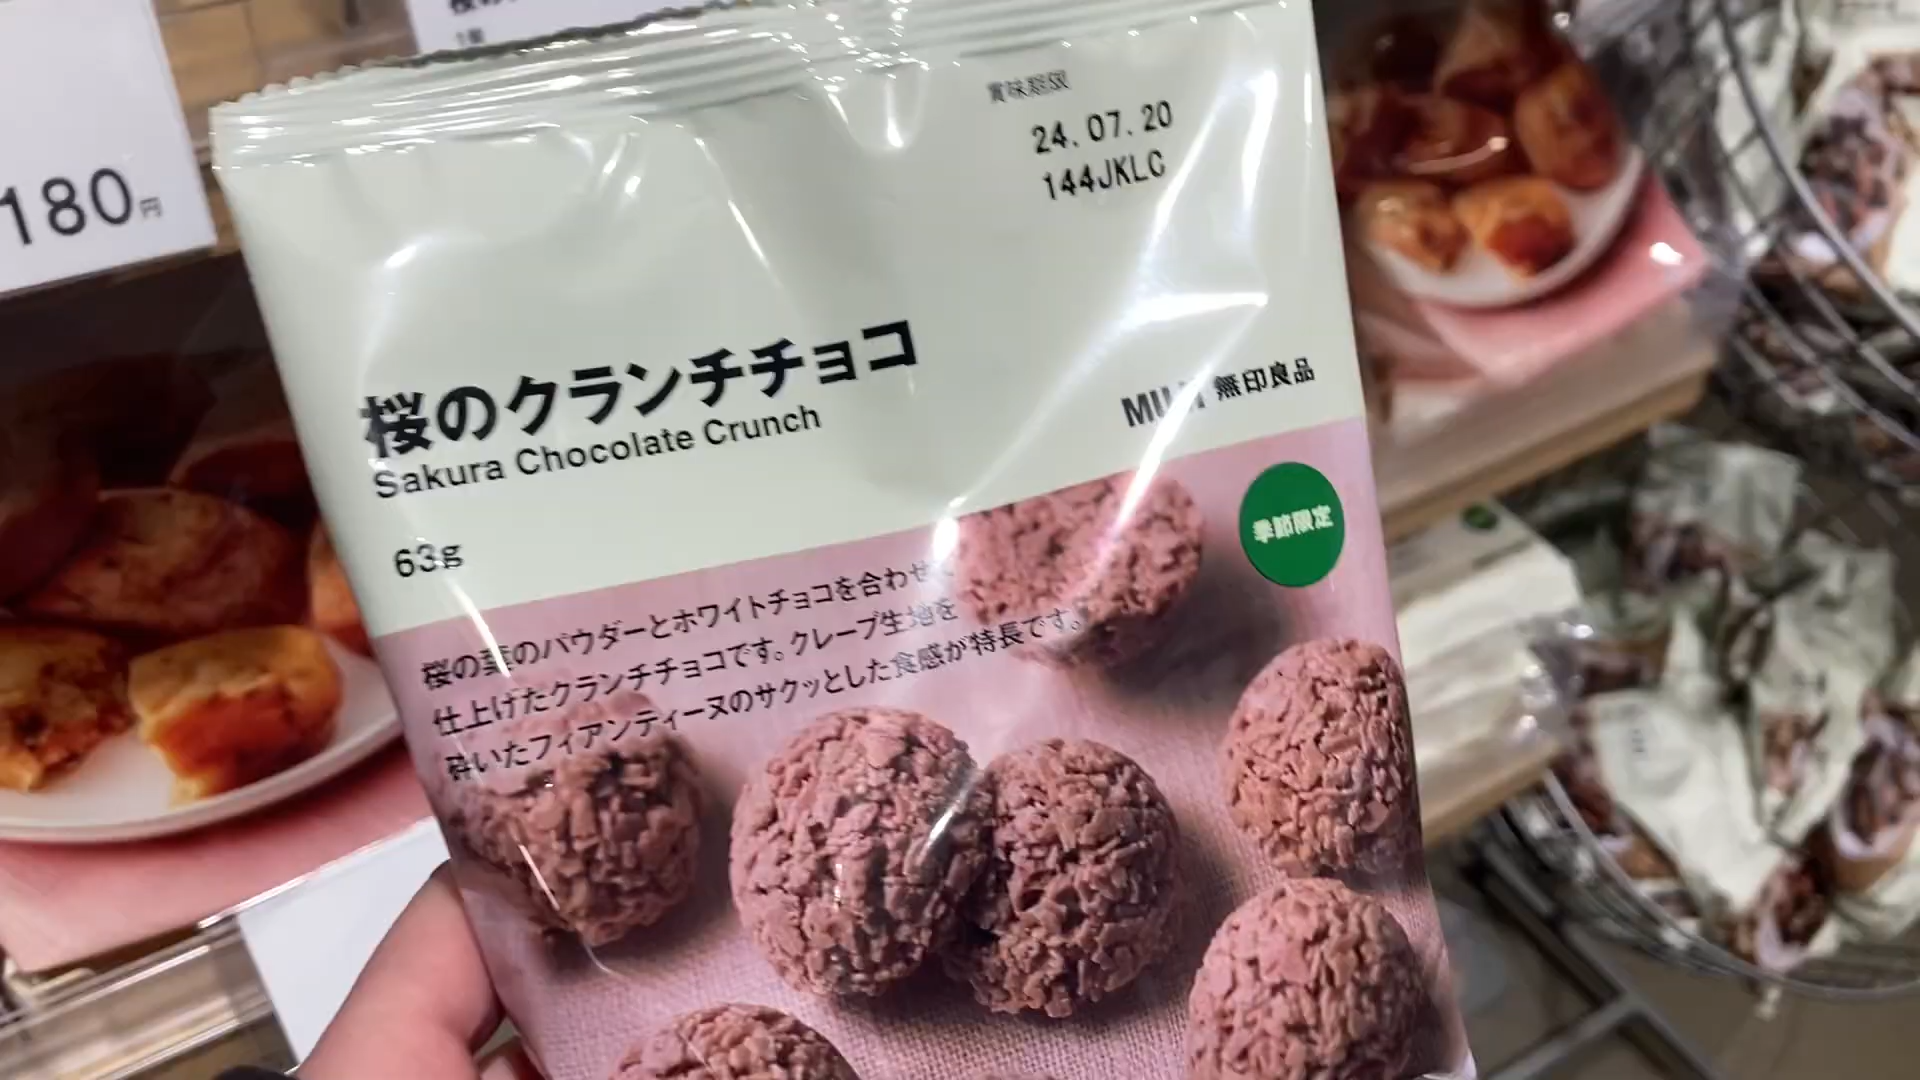 180円
賞味期限
24.07.20
144JKLC
桜のクランチチョコ
Sakura Chocolate Crunch
MUJI 無印良品
63g
季節限定
桜の葉のパウダーとホワイトチョコを合わせ、
仕上げたクランチチョコです。クレープ生地を
砕いたフィアンティーヌのサクッとした食感が特長です。